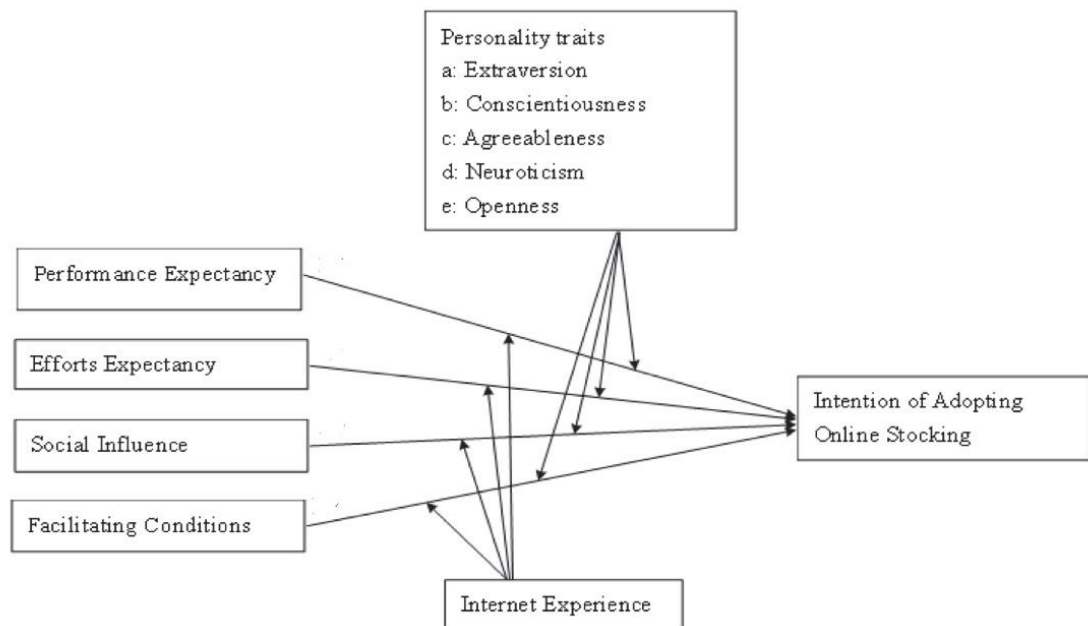 Personality traits
a: Extraversion
b: Conscientiousness
c: Agreeableness
d: Neuroticism
e: Openness
Performance Expectancy
Efforts Expectancy
Social Influence
Facilitating Conditions
Intention of Adopting
Online Stocking
Internet Experience